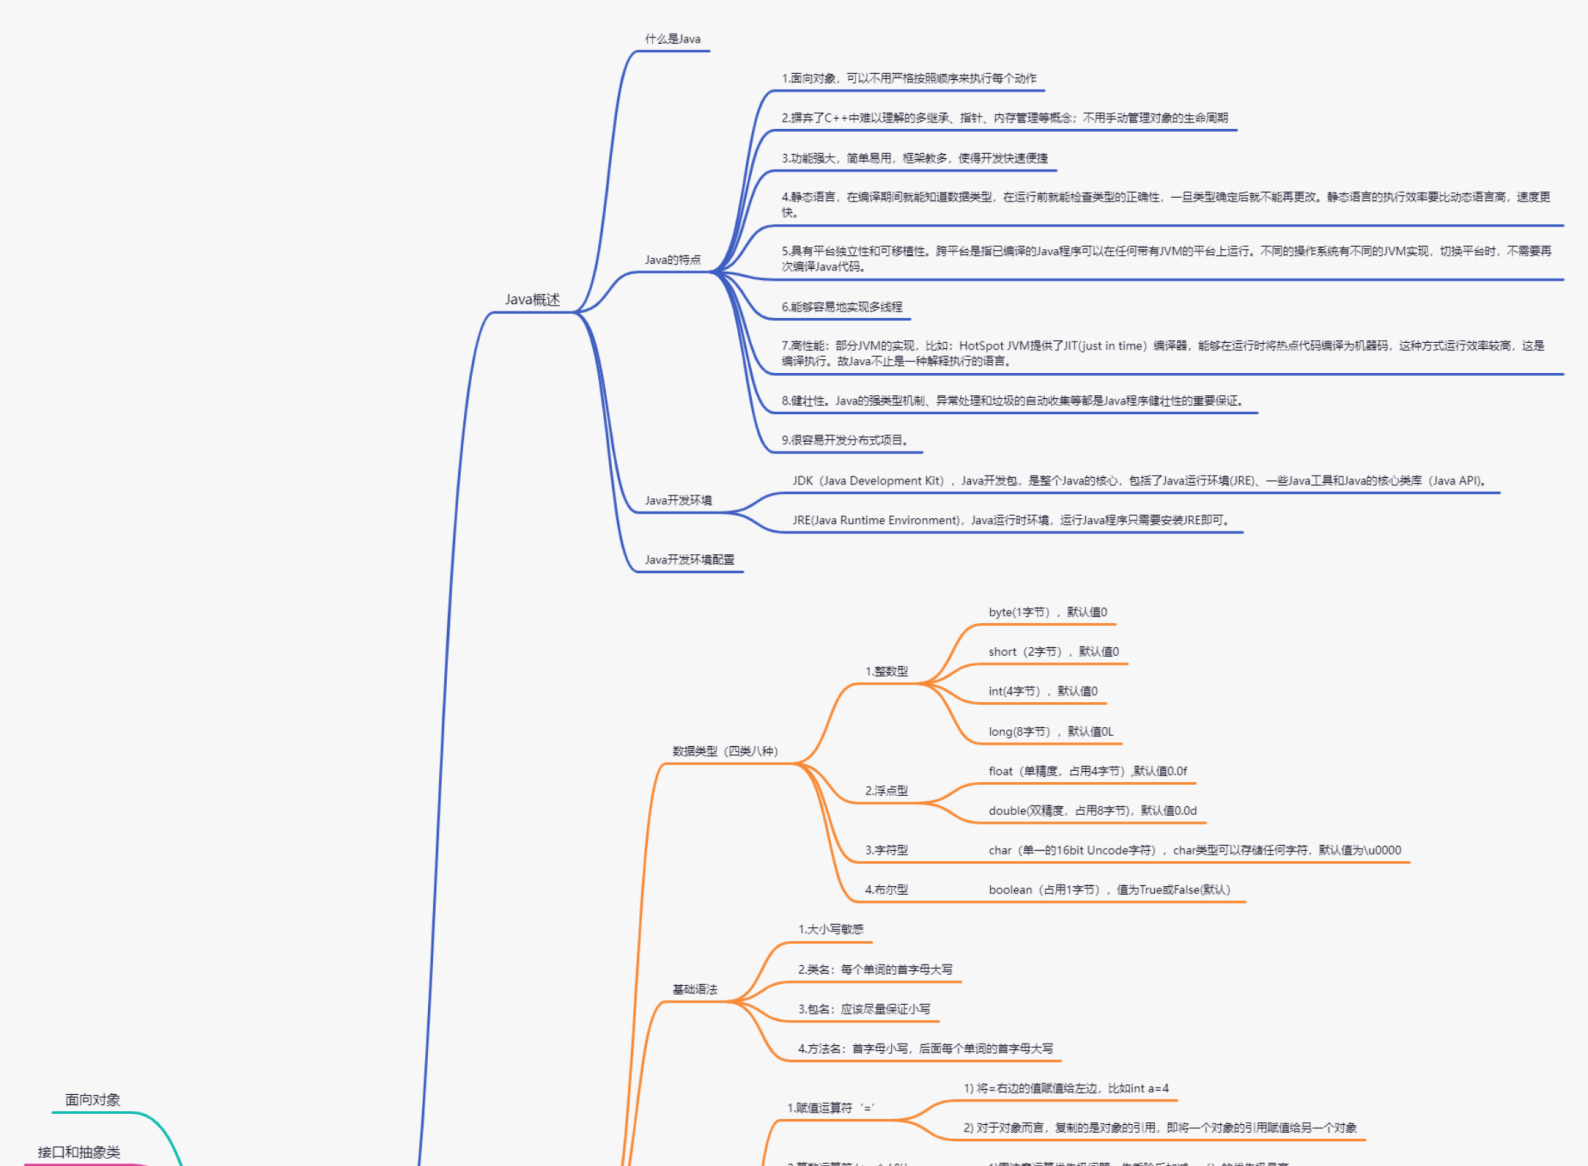 什么是Java
1.面向对象，可以不用严格按照顺序来执行每个动作
2.摒弃了C++中难以理解的多继承、指针、内存管理等概念；不用手动管理对象的生命周期
3.功能强大，简单易用，框架教多，使得开发快速便捷
4.静态语言，在编译期间就能知道数据类型，在运行前就能检查类型的正确性，一旦类型确定后就不能再更改。静态语言的执行效率要比动态语言高，速度更
快。
Java的特点
5.具有平台独立性和可移植性。跨平台是指已编译的Java程序可以在任何带有JVM的平台上运行。不同的操作系统有不同的JVM实现，切换平台时，不需要再
次编译Java代码。
Java概述
6.能够容易地实现多线程
7.高性能：部分JVM的实现，比如：HotSpot JVM提供了JIT(just in time）编译器，能够在运行时将热点代码编译为机器码，这种方式运行效率较高，这是
编译执行。故Java不止是一种解释执行的语言。
8.健壮性。Java的强类型机制、异常处理和垃圾的自动收集等都是Java程序健壮性的重要保证。
9.很容易开发分布式项目。
JDK（Java Development Kit），Java开发包，是整个Java的核心，包括了Java运行环境(JRE)、一些Java工具和Java的核心类库（Java API)。
Java开发环境
JRE(Java Runtime Environment)，Java运行时环境，运行Java程序只需要安装JRE即可。
Java开发环境配置
byte(1字节），默认值0
short（2字节），默认值0
1.整数型
int(4字节），默认值0
long(8字节），默认值0L
数据类型（四类八种）
float（单精度，占用4字节）,默认值0.0f
2.浮点型
double(双精度，占用8字节)，默认值0.0d
3.字符型
char（单一的16bit Uncode字符），char类型可以存储任何字符，默认值为\u0000
4.布尔型
boolean（占用1字节），值为True或False(默认）
1.大小写敏感
2.类名：每个单词的首字母大写
基础语法
3.包名：应该尽量保证小写
4.方法名：首字母小写，后面每个单词的首字母大写
1) 将=右边的值赋值给左边，比如int a=4
面向对象
1.赋值运算符‘=’
2) 对于对象而言，复制的是对象的引用，即将一个对象的引用赋值给另一个对象
接口和抽象类